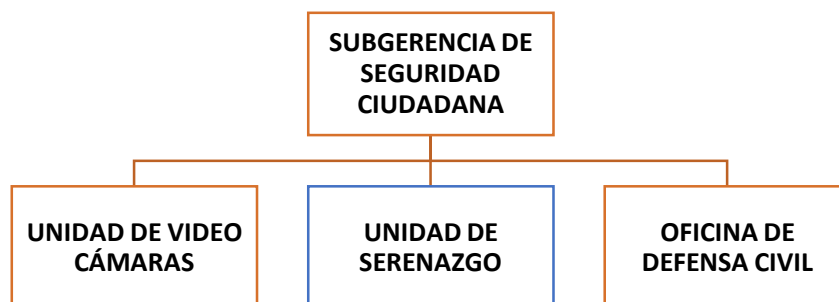 SUBGERENCIA DE
SEGURIDAD
CIUDADANA
UNIDAD DE VIDEO
CÁMARAS
UNIDAD DE
SERENAZGO
OFICINA DE
DEFENSA CIVIL